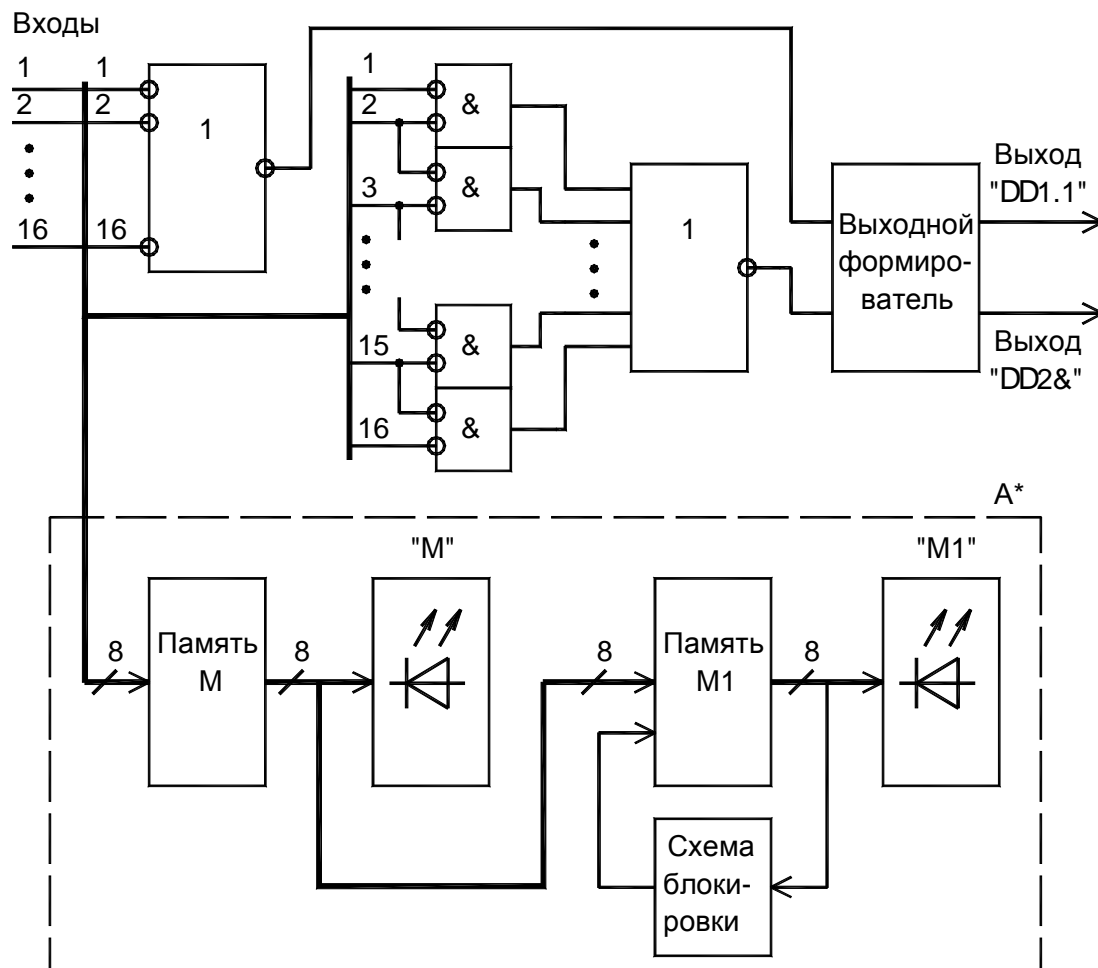 Входы
1 1
2 2
16 16
1
1
2
3
15
16
&
&
&
&
1
Выходной
формиро-
ватель
Выход
"DD1.1"
Выход
"DD2&"
A*
"M"
"M1"
8
Память
M
8
8
Память
M1
8
Схема
блоки-
ровки